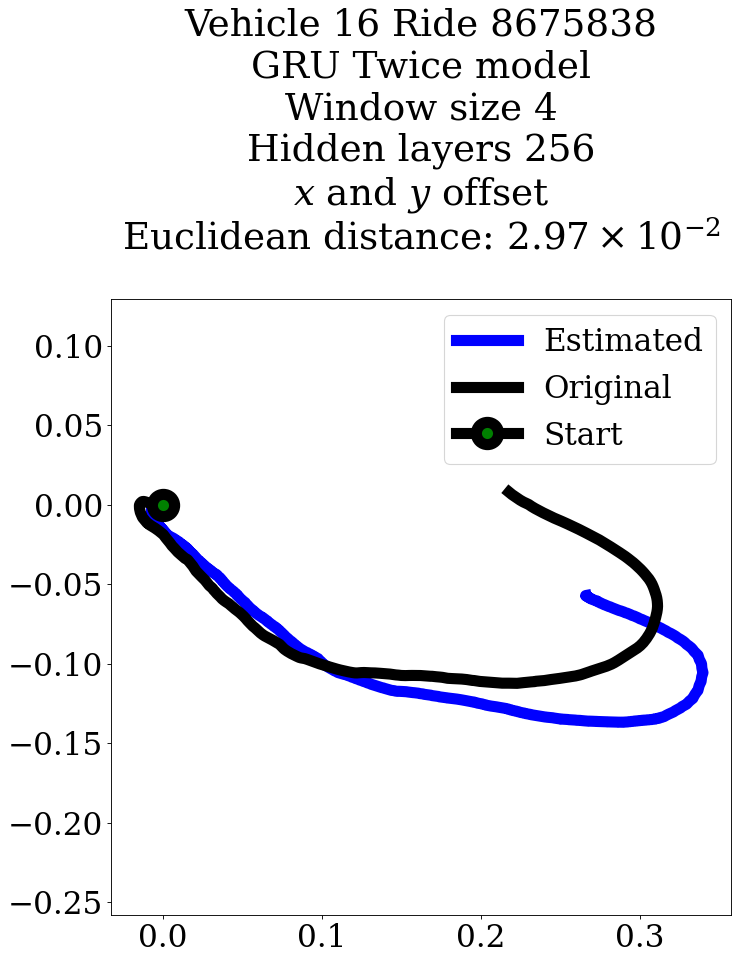 Vehicle 16 Ride 8675838
GRU Twice model
Window size 4
Hidden layers 256
x and y offset
Euclidean distance: 2.97 × 10⁻²
Estimated
Original
Start
0.10
0.05
0.00
−0.05
−0.10
−0.15
−0.20
−0.25
0.0 0.1 0.2 0.3